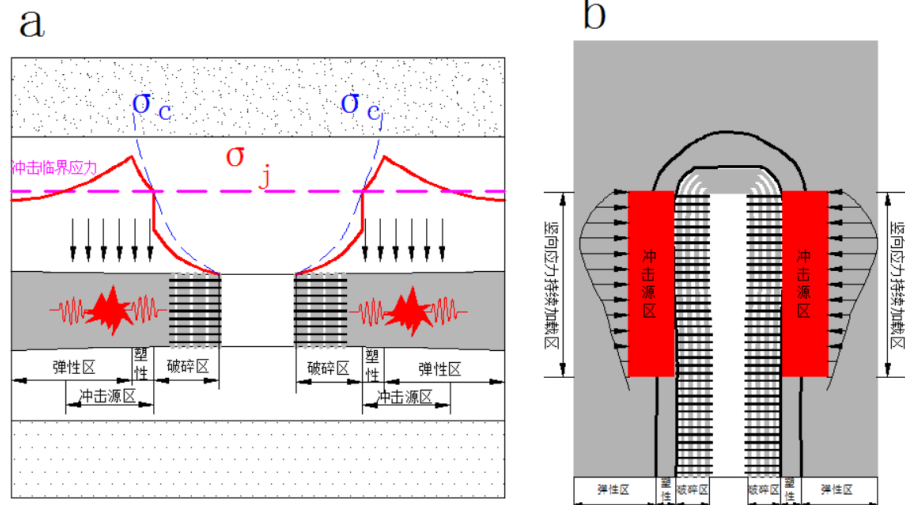 a
b
σc
σc
冲击临界应力
σj
弹性区
塑性
破碎区
破碎区
塑性
弹性区
冲击源区
冲击源区
竖向应力持续加载区
冲击源区
冲击源区
竖向应力持续加载区
弹性区
塑性
破碎区
破碎区
塑性
弹性区